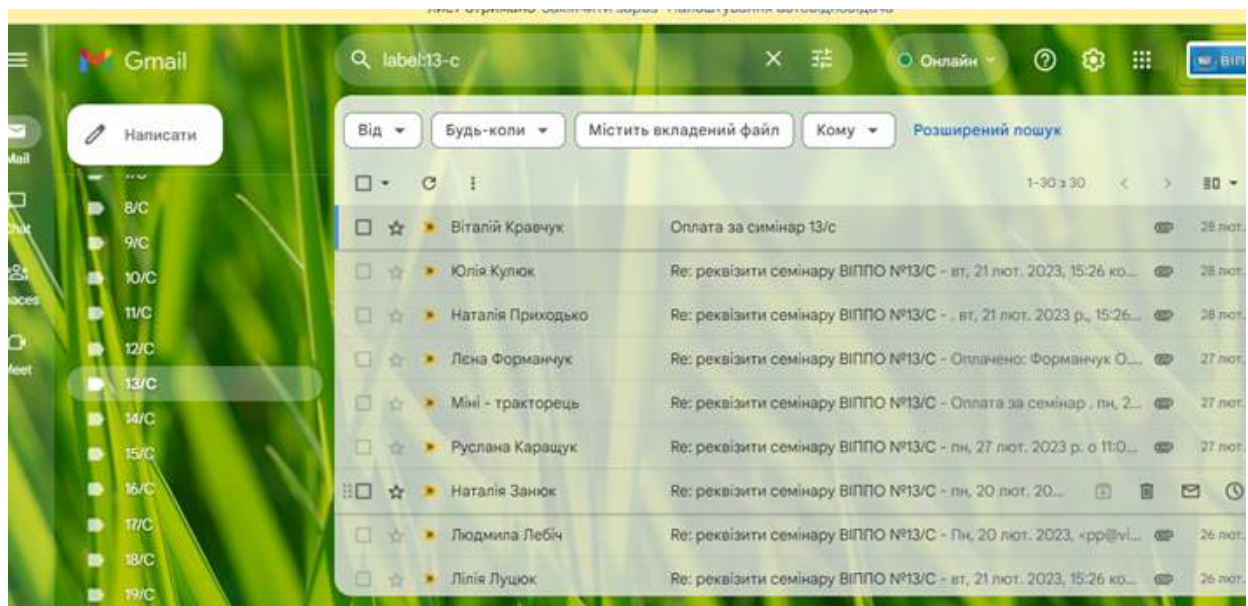 Gmail
label:13-c
Онлайн
Написати
Від
Будь-коли
Містить вкладений файл
Кому
Розширений пошук
1-30 з 30
8/С
9/С
10/С
11/С
12/С
13/С
14/С
15/С
16/С
17/С
18/С
19/С
Віталій Кравчук Оплата за симінар 13/с 28 лют.
Юлія Кулюк Re: реквізити семінару ВІППО №13/С - вт, 21 лют. 2023, 15:26 ко... 28 лют.
Наталія Приходько Re: реквізити семінару ВІППО №13/С - . вт, 21 лют. 2023 р., 15:26... 28 лют.
Лєна Форманчук Re: реквізити семінару ВІППО №13/С - Оплачено: Форманчук О.... 27 лют.
Міні - тракторець Re: реквізити семінару ВІППО №13/С - Оплата за семінар . пн, 2... 27 лют.
Руслана Каращук Re: реквізити семінару ВІППО №13/С - пн, 27 лют. 2023 р. о 11:0... 27 лют.
Наталія Занюк Re: реквізити семінару ВІППО №13/С - пн, 20 лют. 20...
Людмила Лебіч Re: реквізити семінару ВІППО №13/С - Пн, 20 лют. 2023, <pp@vi... 26 лют.
Лілія Луцюк Re: реквізити семінару ВІППО №13/С - вт, 21 лют. 2023, 15:26 ко... 26 лют.